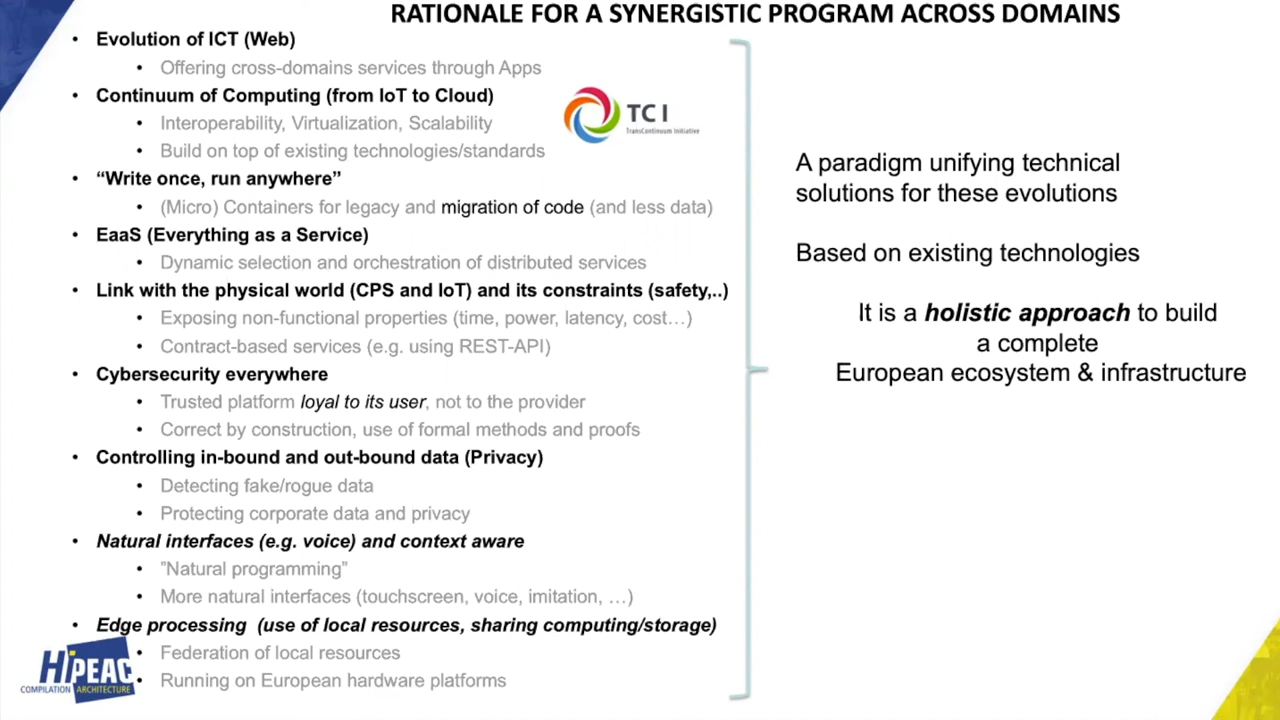 RATIONALE FOR A SYNERGISTIC PROGRAM ACROSS DOMAINS
• Evolution of ICT (Web)
• Offering cross-domains services through Apps
• Continuum of Computing (from IoT to Cloud)
• Interoperability, Virtualization, Scalability
• Build on top of existing technologies/standards
• “Write once, run anywhere”
• (Micro) Containers for legacy and migration of code (and less data)
• EaaS (Everything as a Service)
• Dynamic selection and orchestration of distributed services
• Link with the physical world (CPS and IoT) and its constraints (safety,..)
• Exposing non-functional properties (time, power, latency, cost…)
• Contract-based services (e.g. using REST-API)
• Cybersecurity everywhere
• Trusted platform loyal to its user, not to the provider
• Correct by construction, use of formal methods and proofs
• Controlling in-bound and out-bound data (Privacy)
• Detecting fake/rogue data
• Protecting corporate data and privacy
• Natural interfaces (e.g. voice) and context aware
• ”Natural programming”
• More natural interfaces (touchscreen, voice, imitation, …)
• Edge processing (use of local resources, sharing computing/storage)
• Federation of local resources
• Running on European hardware platforms
TCI
TransContinuum Initiative
A paradigm unifying technical
solutions for these evolutions
Based on existing technologies
It is a holistic approach to build
a complete
European ecosystem & infrastructure
HiPEAC
COMPILATION ARCHITECTURE